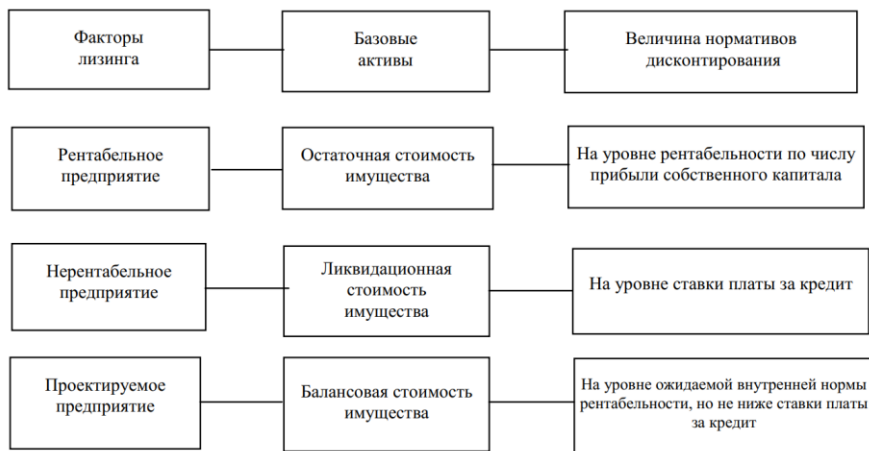 Факторы
лизинга
Базовые
активы
Величина нормативов
дисконтирования
Рентабельное
предприятие
Остаточная стоимость
имущества
На уровне рентабельности по числу
прибыли собственного капитала
Нерентабельное
предприятие
Ликвидационная
стоимость
имущества
На уровне ставки платы за кредит
Проектируемое
предприятие
Балансовая стоимость
имущества
На уровне ожидаемой внутренней нормы
рентабельности, но не ниже ставки платы
за кредит